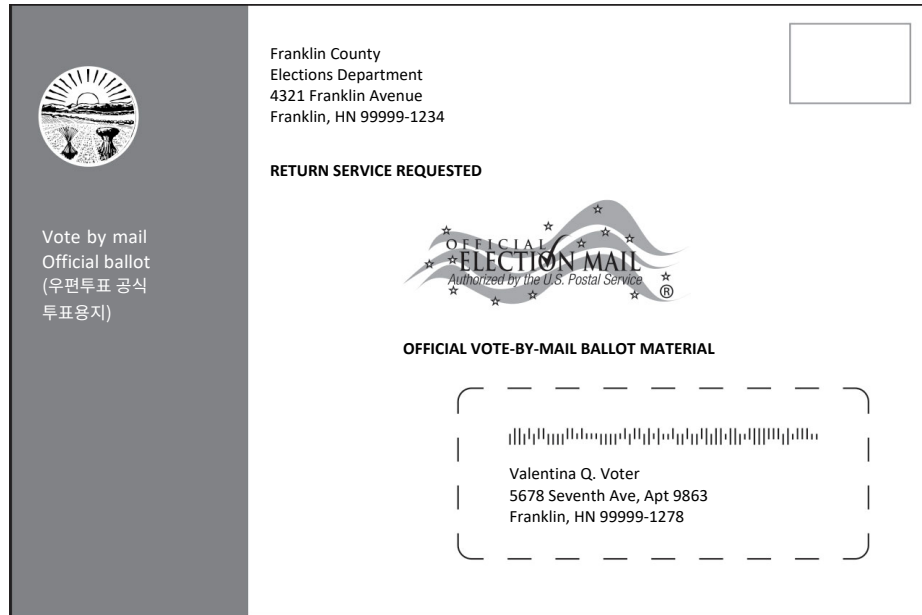 Vote by mail
Official ballot
(우편투표 공식
투표용지)
Franklin County
Elections Department
4321 Franklin Avenue
Franklin, HN 99999-1234
RETURN SERVICE REQUESTED
OFFICIAL
ELECTION MAIL
Authorized by the U.S. Postal Service
®
OFFICIAL VOTE-BY-MAIL BALLOT MATERIAL
Valentina Q. Voter
5678 Seventh Ave, Apt 9863
Franklin, HN 99999-1278